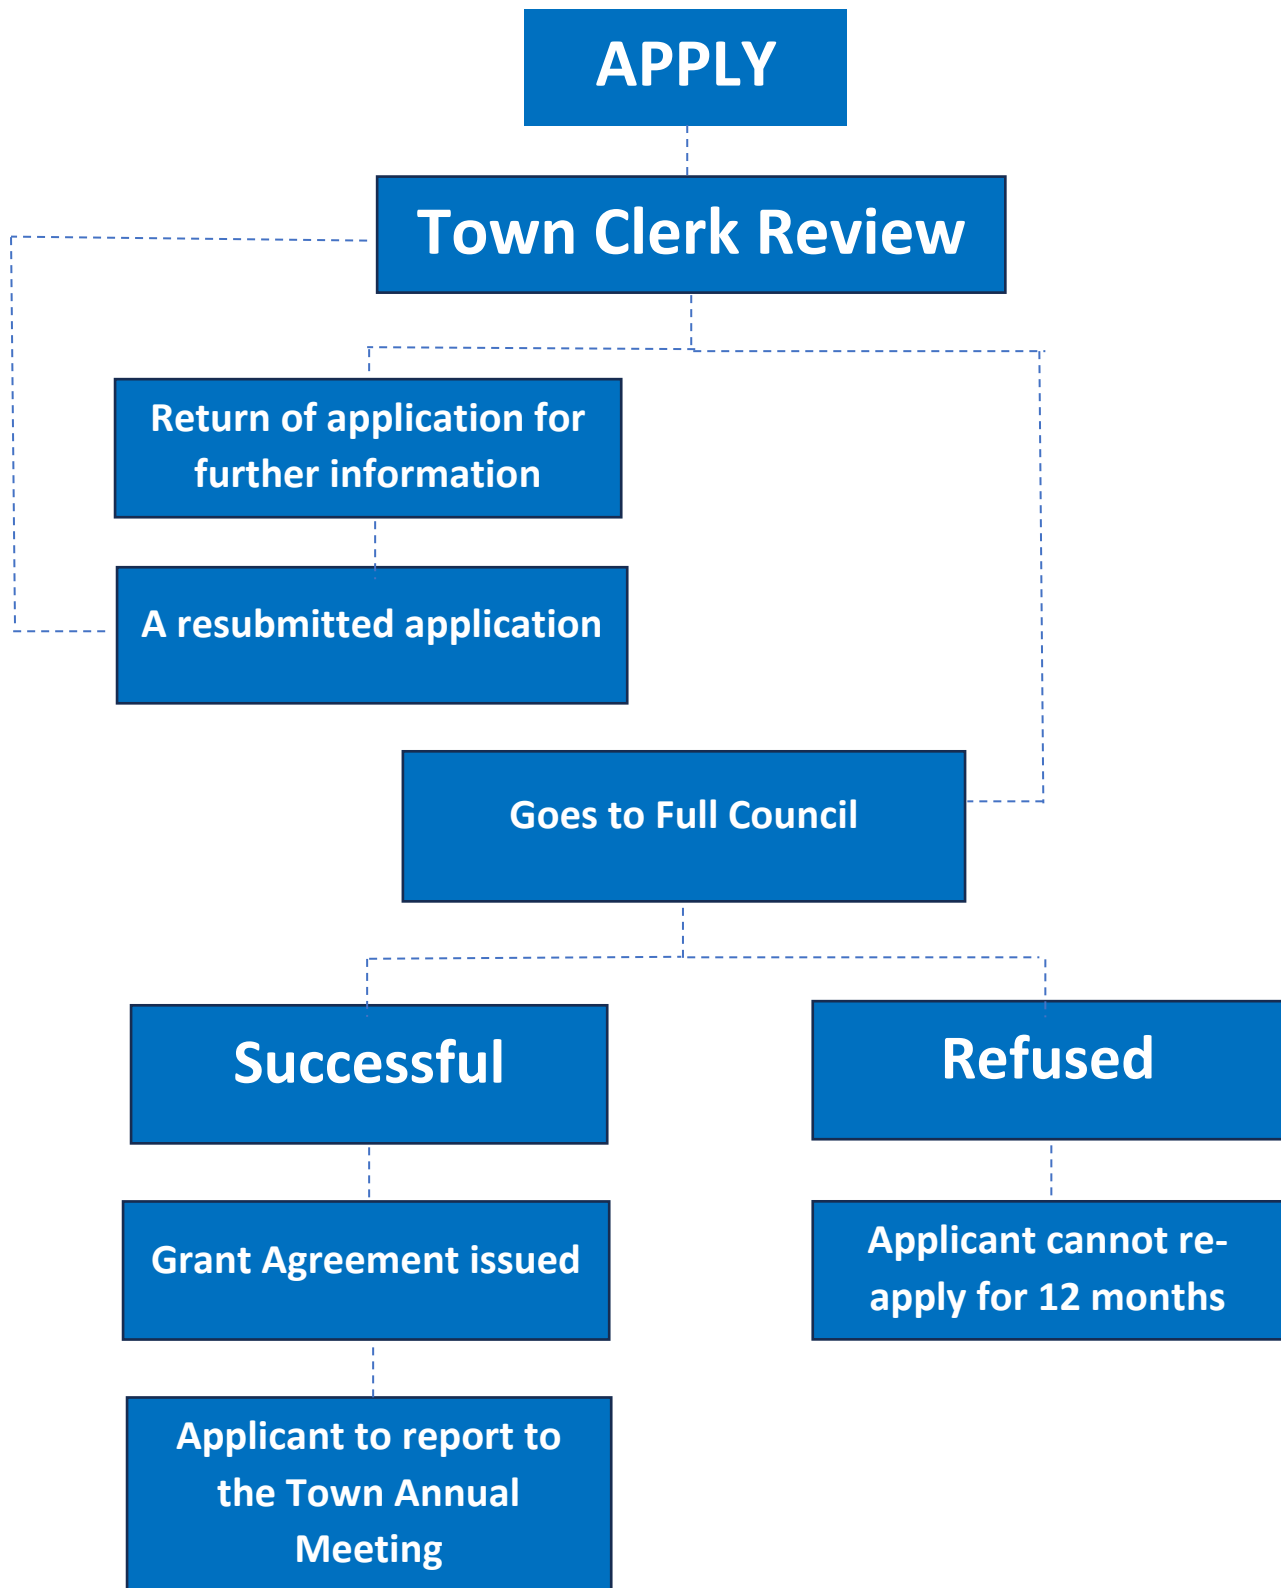 APPLY
Town Clerk Review
Return of application for
further information
A resubmitted application
Goes to Full Council
Successful
Refused
Grant Agreement issued
Applicant cannot re-
apply for 12 months
Applicant to report to
the Town Annual
Meeting